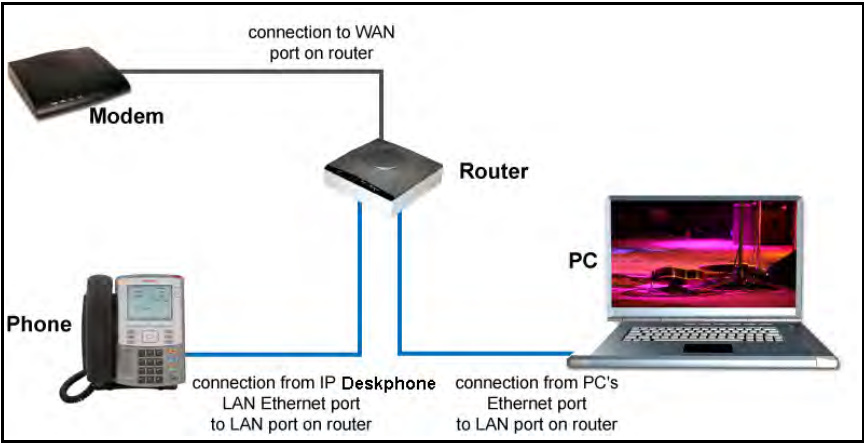 connection to WAN
port on router
Modem
Router
PC
Phone
connection from IP Deskphone
LAN Ethernet port
to LAN port on router
connection from PC's
Ethernet port
to LAN port on router